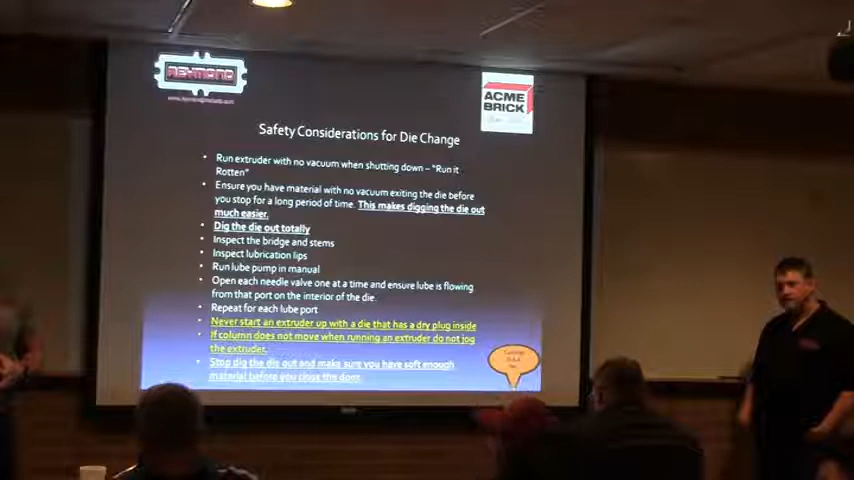 ACME
BRICK
Safety Considerations for Die Change
• Run extruder with no vacuum when shutting down – "Run it
Rotten"
• Ensure you have material with no vacuum exiting the die before
you stop for a long period of time. This makes digging the die out
much easier.
• Dig the die out totally
• Inspect the bridge and stems
• Inspect lubrication lips
• Run lube pump in manual
• Open each needle valve one at a time and ensure lube is flowing
from that port on the interior of the die.
• Repeat for each lube port
• Never start an extruder up with a die that has a dry plug inside
• If column does not move when running an extruder do not jog
the extruder.
• Stop dig the die out and make sure you have soft enough
material before you close the door.